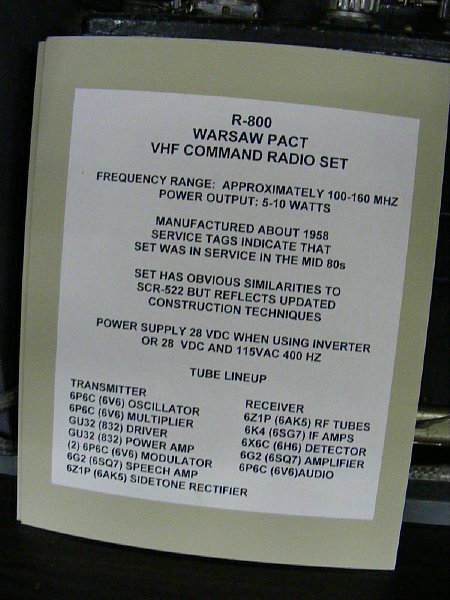 R-800
WARSAW PACT
VHF COMMAND RADIO SET
FREQUENCY RANGE: APPROXIMATELY 100-160 MHZ
POWER OUTPUT: 5-10 WATTS
MANUFACTURED ABOUT 1958
SERVICE TAGS INDICATE THAT
SET WAS IN SERVICE IN THE MID 80s
SET HAS OBVIOUS SIMILARITIES TO
SCR-522 BUT REFLECTS UPDATED
CONSTRUCTION TECHNIQUES
POWER SUPPLY 28 VDC WHEN USING INVERTER
OR 28 VDC AND 115VAC 400 HZ
TUBE LINEUP
TRANSMITTER
6P6C (6V6) OSCILLATOR
6P6C (6V6) MULTIPLIER
GU32 (832) DRIVER
GU32 (832) POWER AMP
(2) 6P6C (6V6) MODULATOR
6G2 (6SQ7) SPEECH AMP
6Z1P (6AK5) SIDETONE RECTIFIER
RECEIVER
6Z1P (6AK5) RF TUBES
6K4 (6SG7) IF AMPS
6X6C (6H6) DETECTOR
6G2 (6SQ7) AMPLIFIER
6P6C (6V6)AUDIO